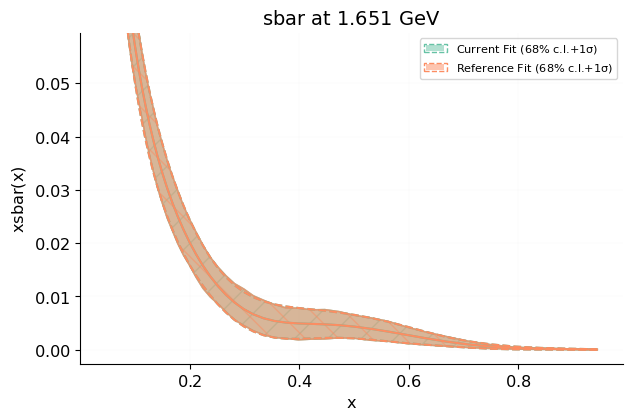 sbar at 1.651 GeV
Current Fit (68% c.l.+1σ)
Reference Fit (68% c.l.+1σ)
xsbar(x)
0.05
0.04
0.03
0.02
0.01
0.00
0.2 0.4 0.6 0.8
x